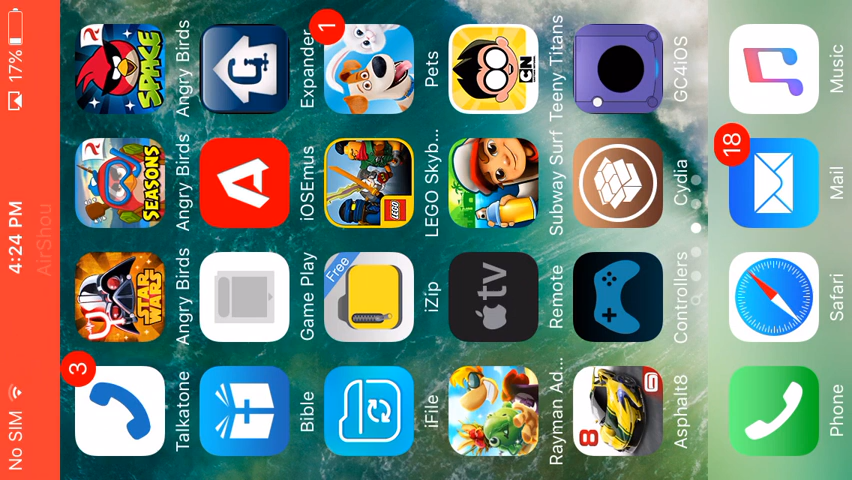 No SIM 4:24 PM 17%
AirShou
3 STAR WARS SEASONS SPACE
Talkatone Angry Birds Angry Birds Angry Birds
Bible Game Play iOSEmus Expander
Free LEGO 1
iFile iZip LEGO Skyb... Pets
tv CN
Rayman Ad... Remote Subway Surf Teeny Titans
8 G
Asphalt8 Controllers Cydia GC4iOS
18
Phone Safari Mail Music